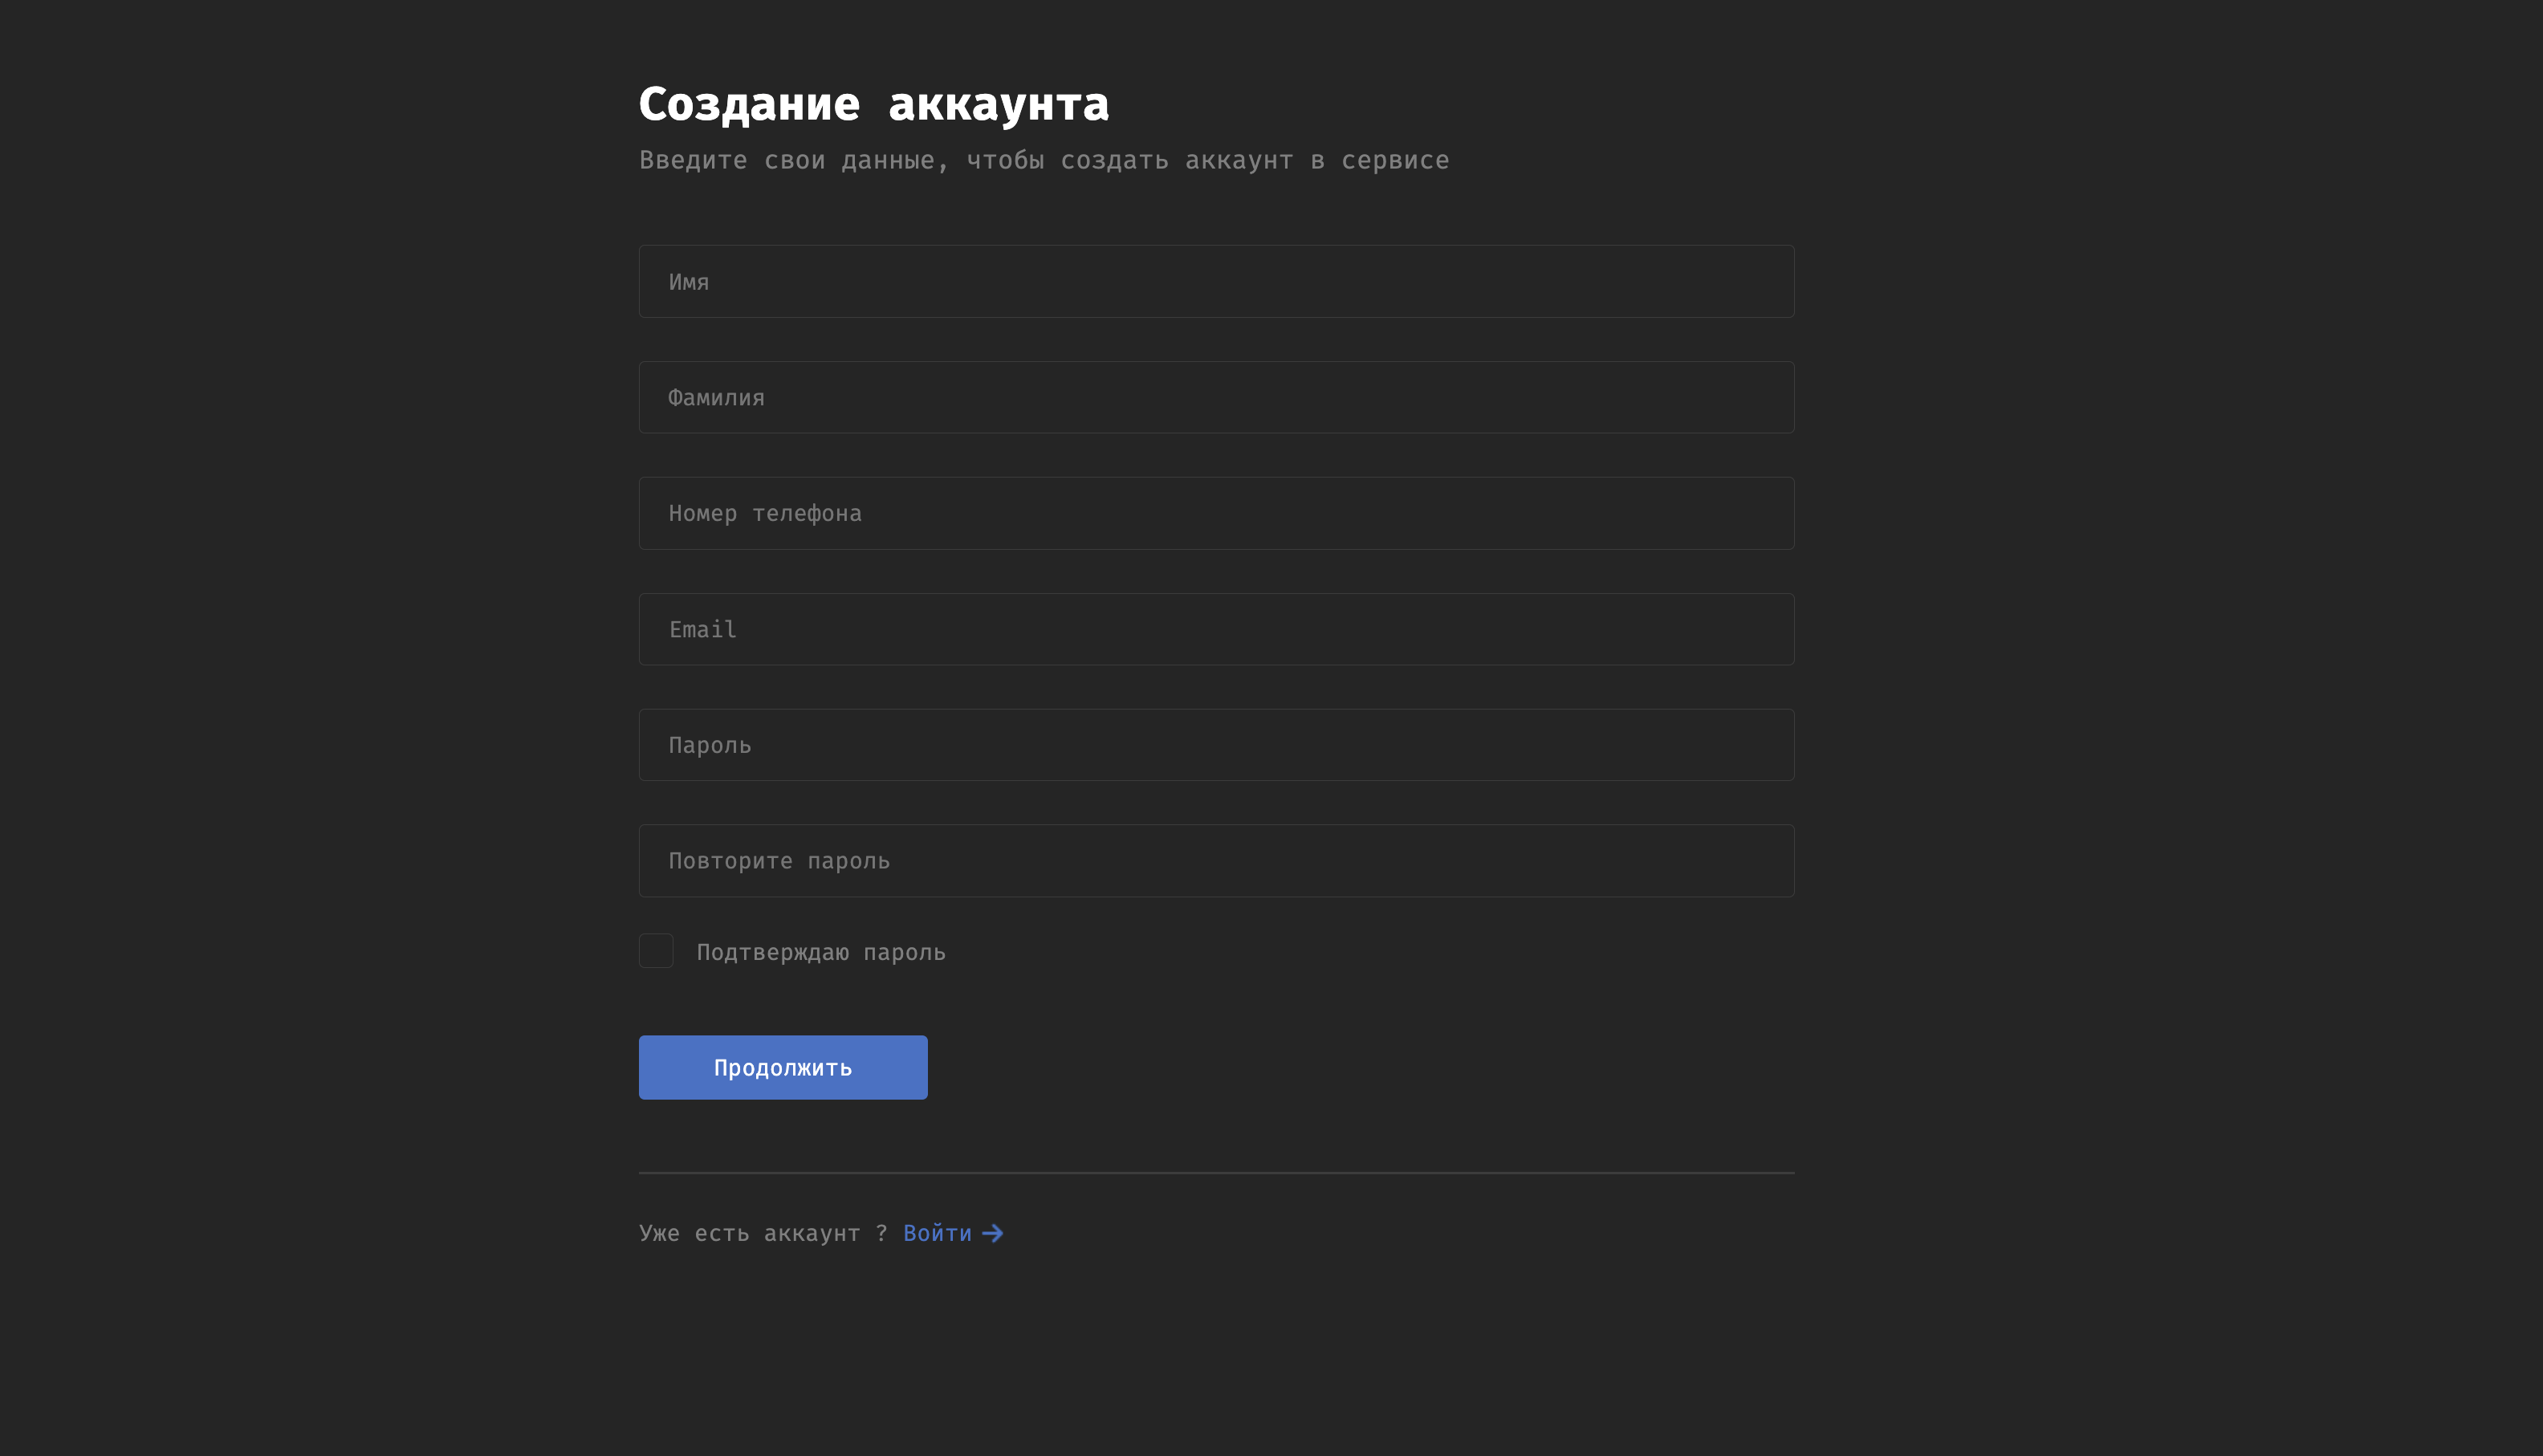 Создание аккаунта
Введите свои данные, чтобы создать аккаунт в сервисе
Имя
Фамилия
Номер телефона
Email
Пароль
Повторите пароль
Подтверждаю пароль
Продолжить
Уже есть аккаунт ? Войти →